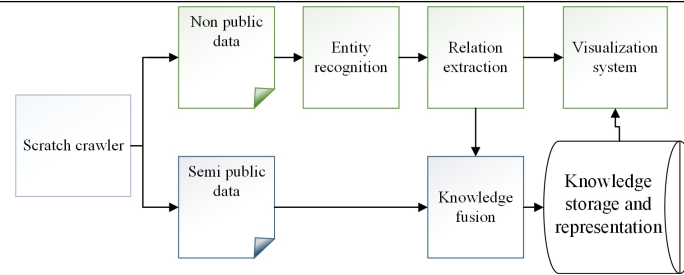 Non public
data
Entity
recognition
Relation
extraction
Visualization
system
Scratch crawler
Semi public
data
Knowledge
fusion
Knowledge
storage and
representation